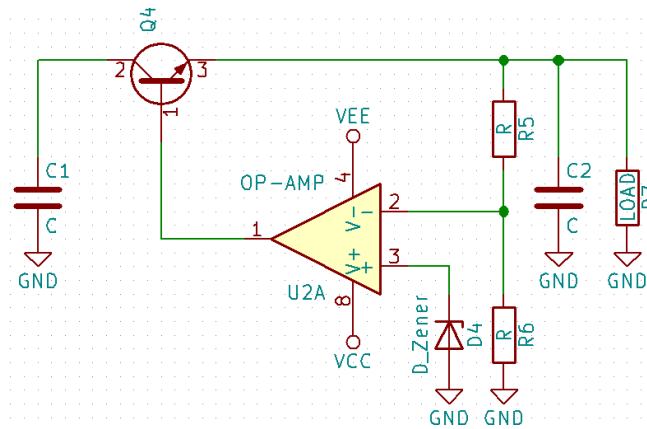 Q4
2
3
1
VEE
4
OP-AMP
V-
-
2
1
V+
+
3
U2A
8
VCC
C1
C
GND
R
R5
C2
C
GND
LOAD
GND
D_Zener
D4
GND
R
R6
GND